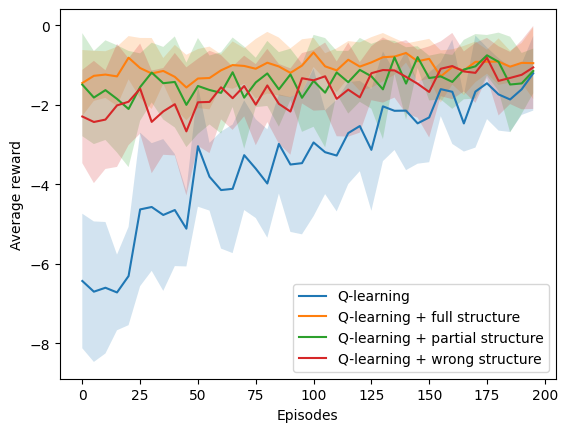 Average reward
0
−2
−4
−6
−8
0 25 50 75 100 125 150 175 200
Episodes
Q-learning
Q-learning + full structure
Q-learning + partial structure
Q-learning + wrong structure